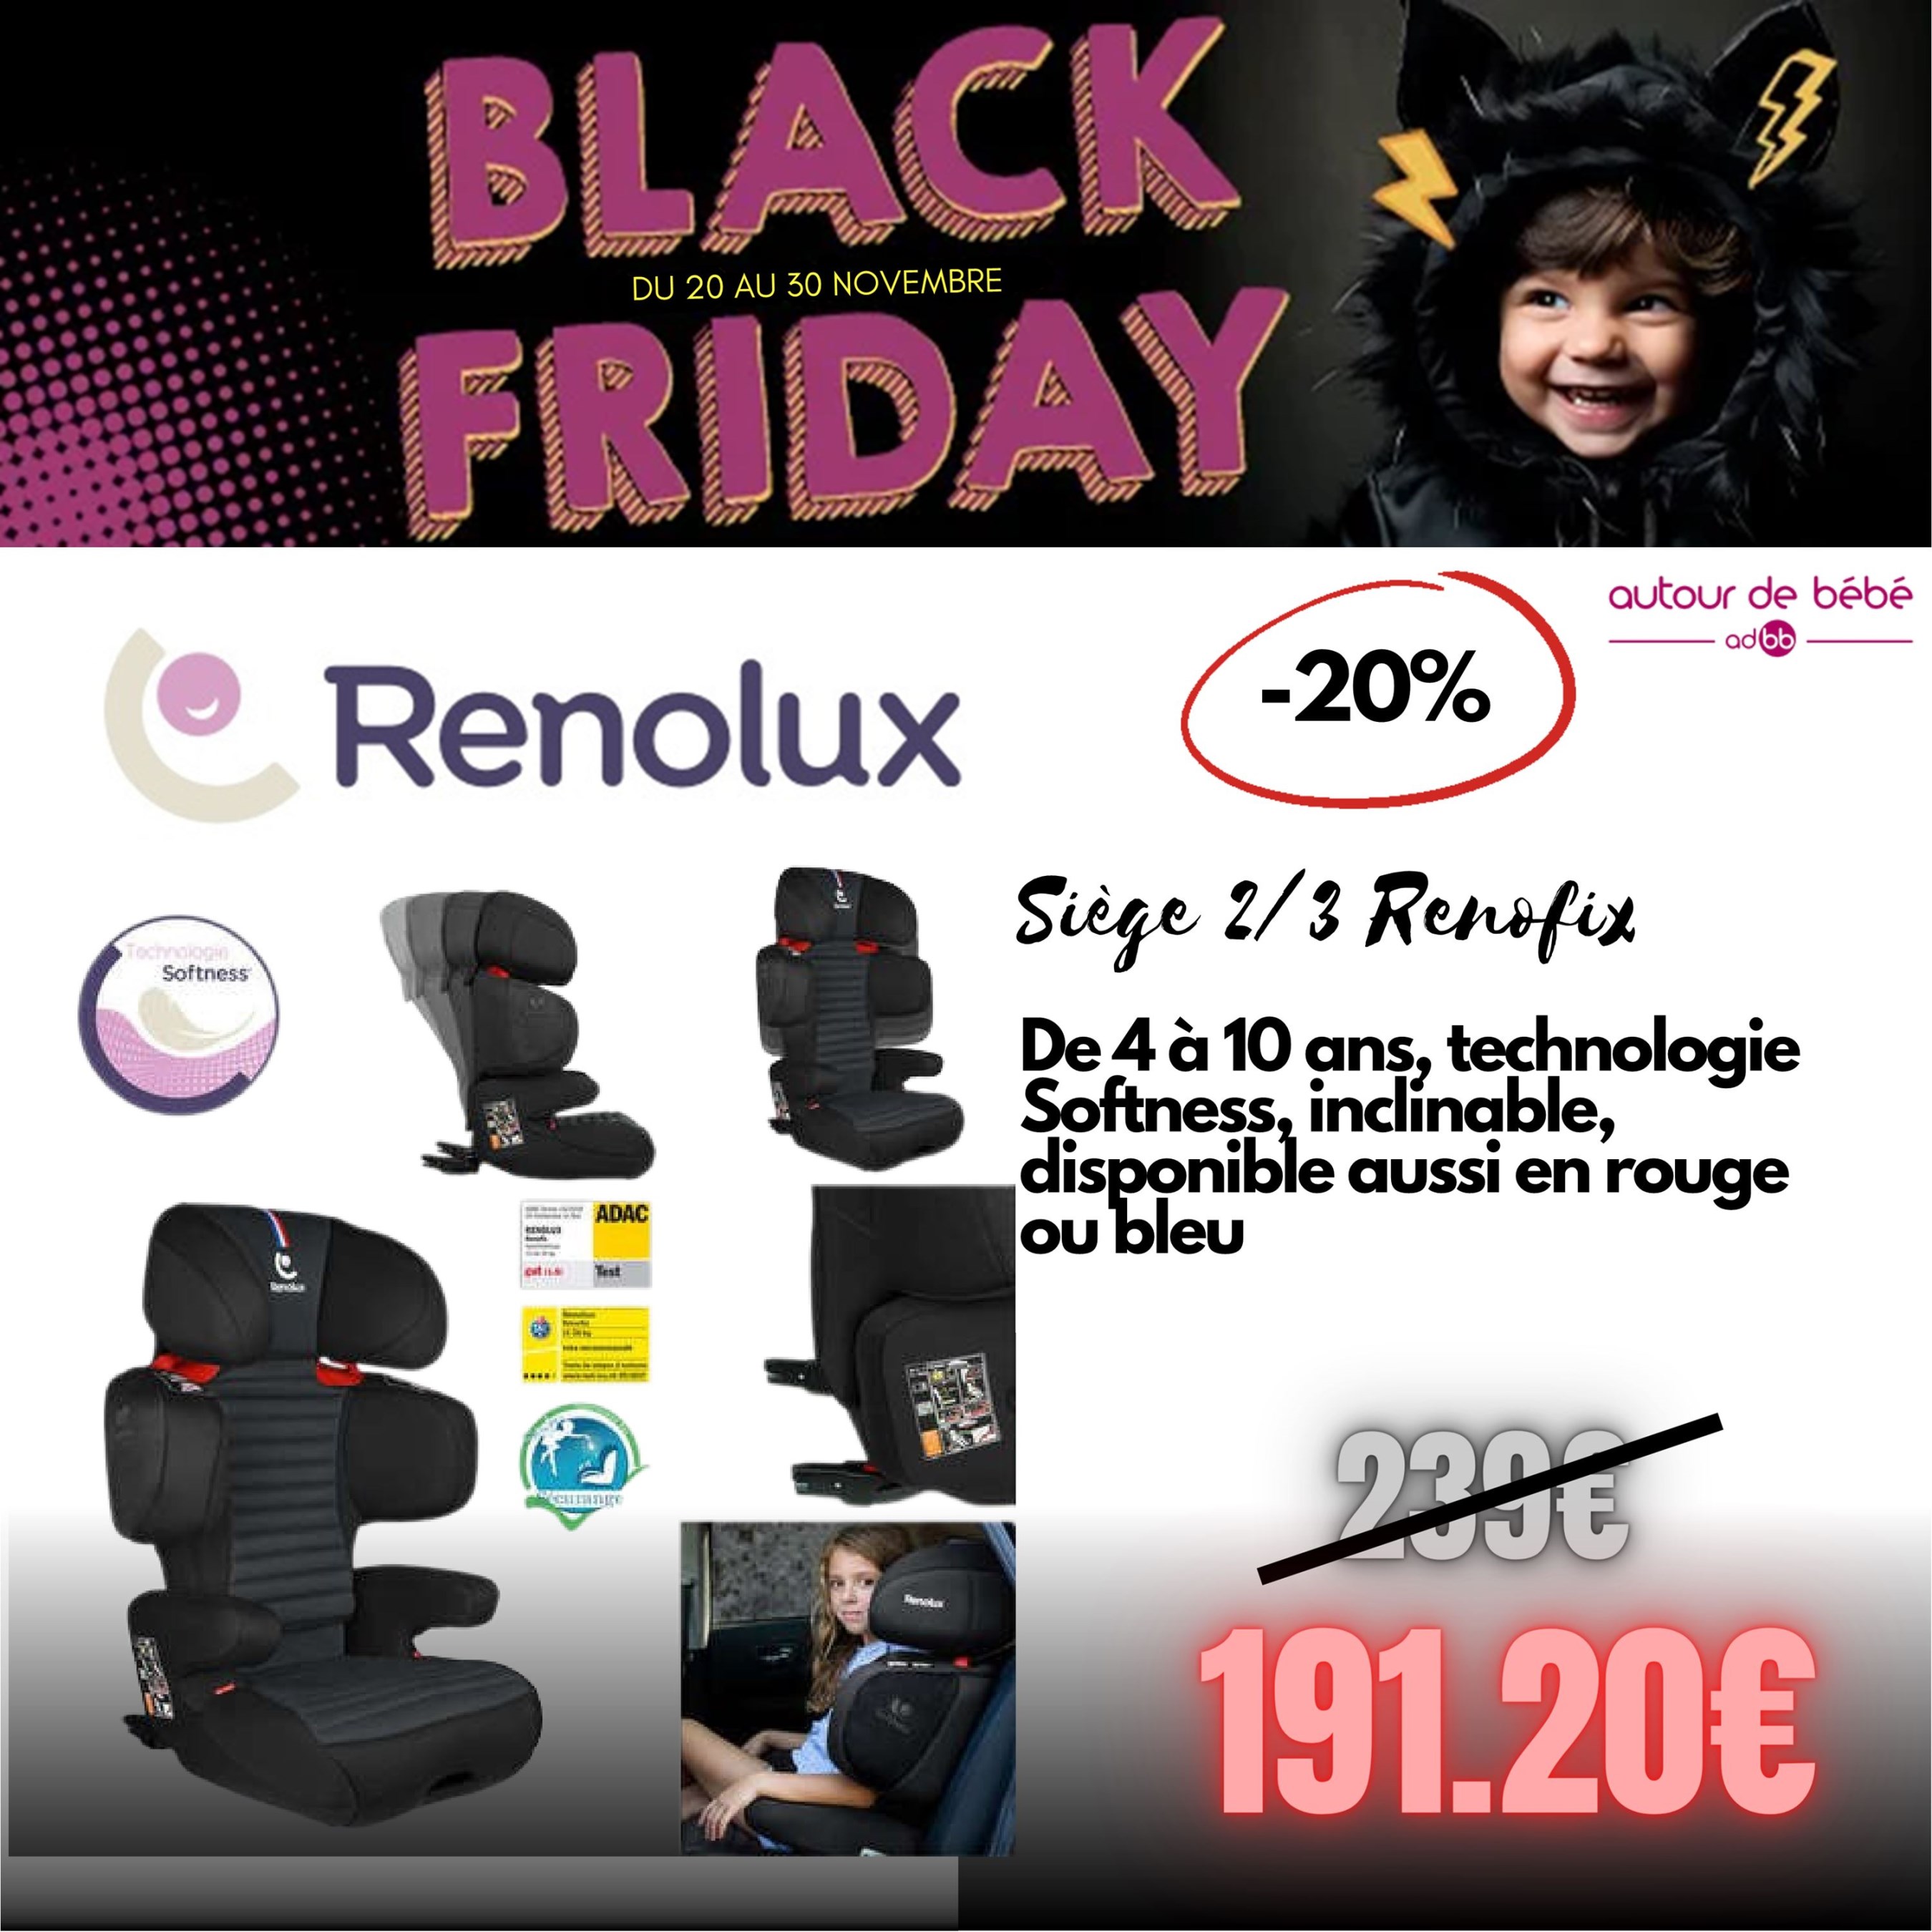 BLACK
DU 20 AU 30 NOVEMBRE
FRIDAY
autour de bébé
adbb
Renolux
-20%
Siège 2/3 Renofix
Technologie
Softness
De 4 à 10 ans, technologie
Softness, inclinable,
disponible aussi en rouge
ou bleu
Renolux
ADAC
RENOLUX
Test
Sécurange
Renolux
239€
191.20€